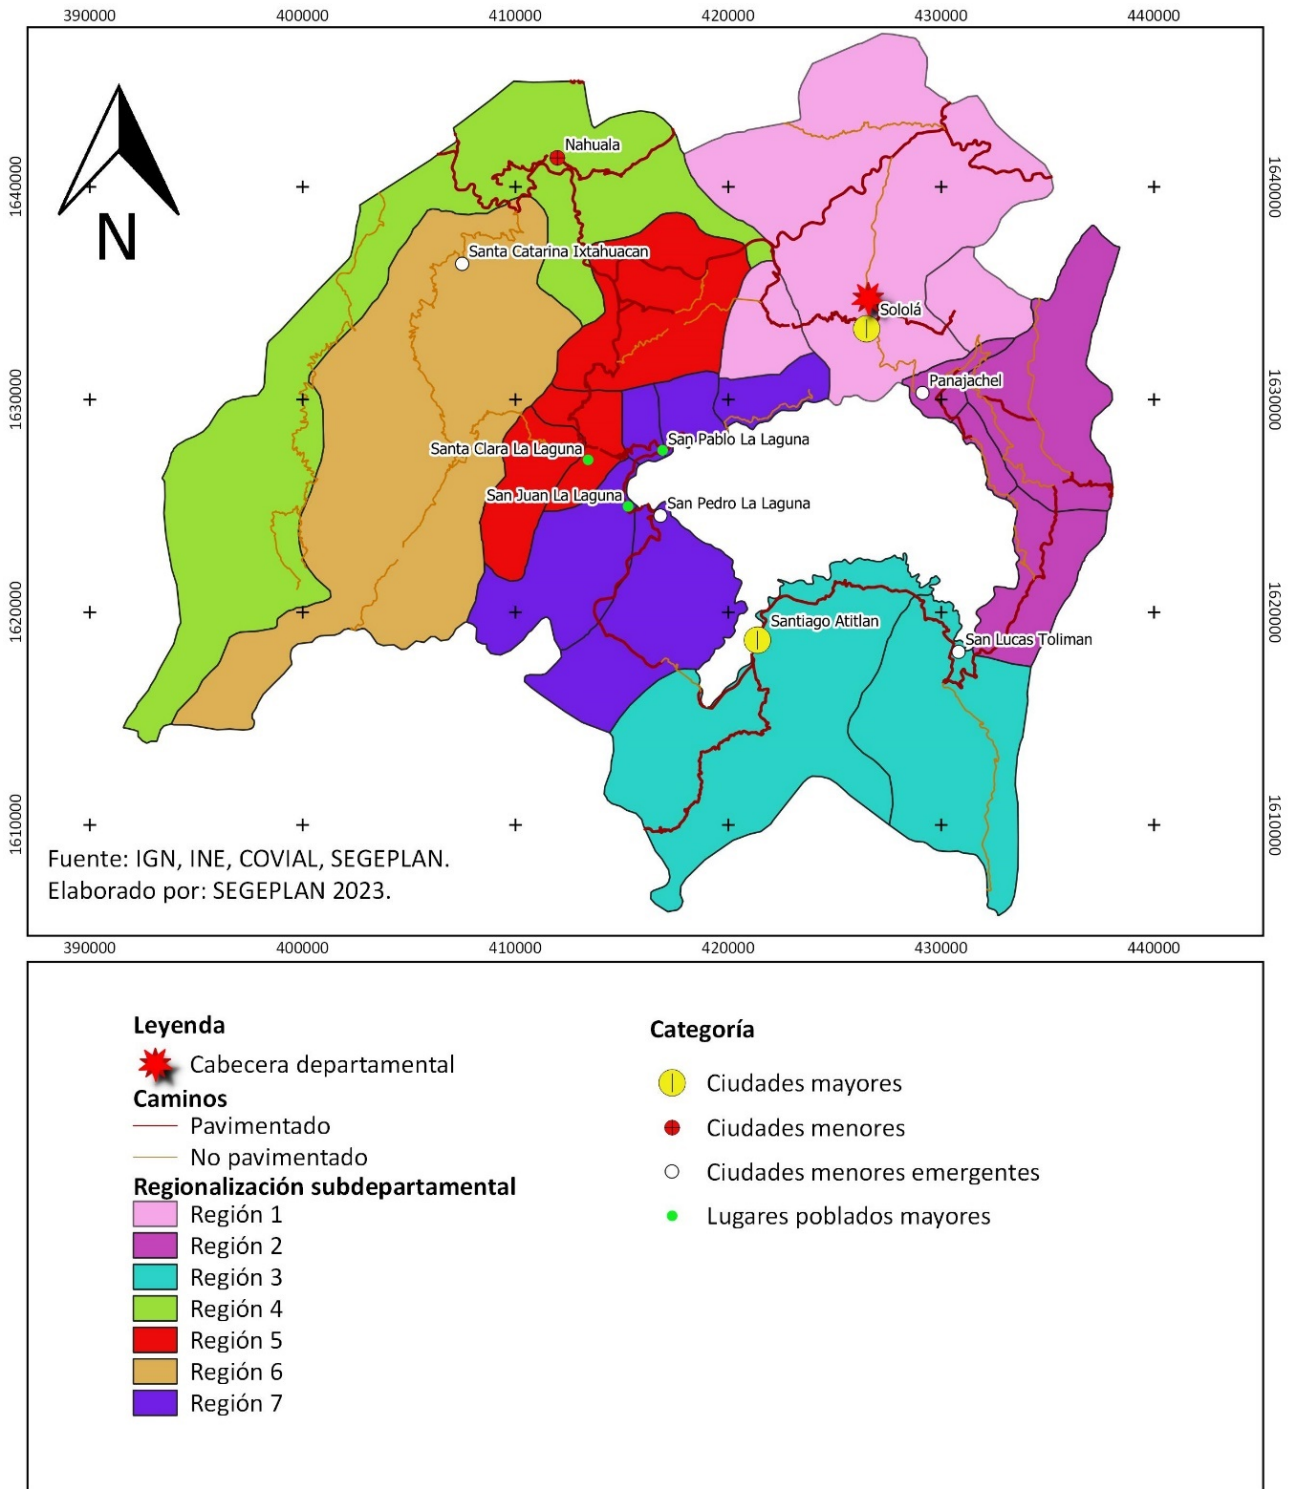 390000 400000 410000 420000 430000 440000
1640000
1630000
1620000
1610000
1640000
1630000
1620000
1610000
N
Nahuala
Santa Catarina Ixtahuacan
Sololá
Panajachel
San Pablo La Laguna
Santa Clara La Laguna
San Juan La Laguna
San Pedro La Laguna
Santiago Atitlan
San Lucas Toliman
Fuente: IGN, INE, COVIAL, SEGEPLAN.
Elaborado por: SEGEPLAN 2023.
390000 400000 410000 420000 430000 440000
Leyenda
Cabecera departamental
Caminos
Pavimentado
No pavimentado
Regionalización subdepartamental
Región 1
Región 2
Región 3
Región 4
Región 5
Región 6
Región 7
Categoría
Ciudades mayores
Ciudades menores
Ciudades menores emergentes
Lugares poblados mayores